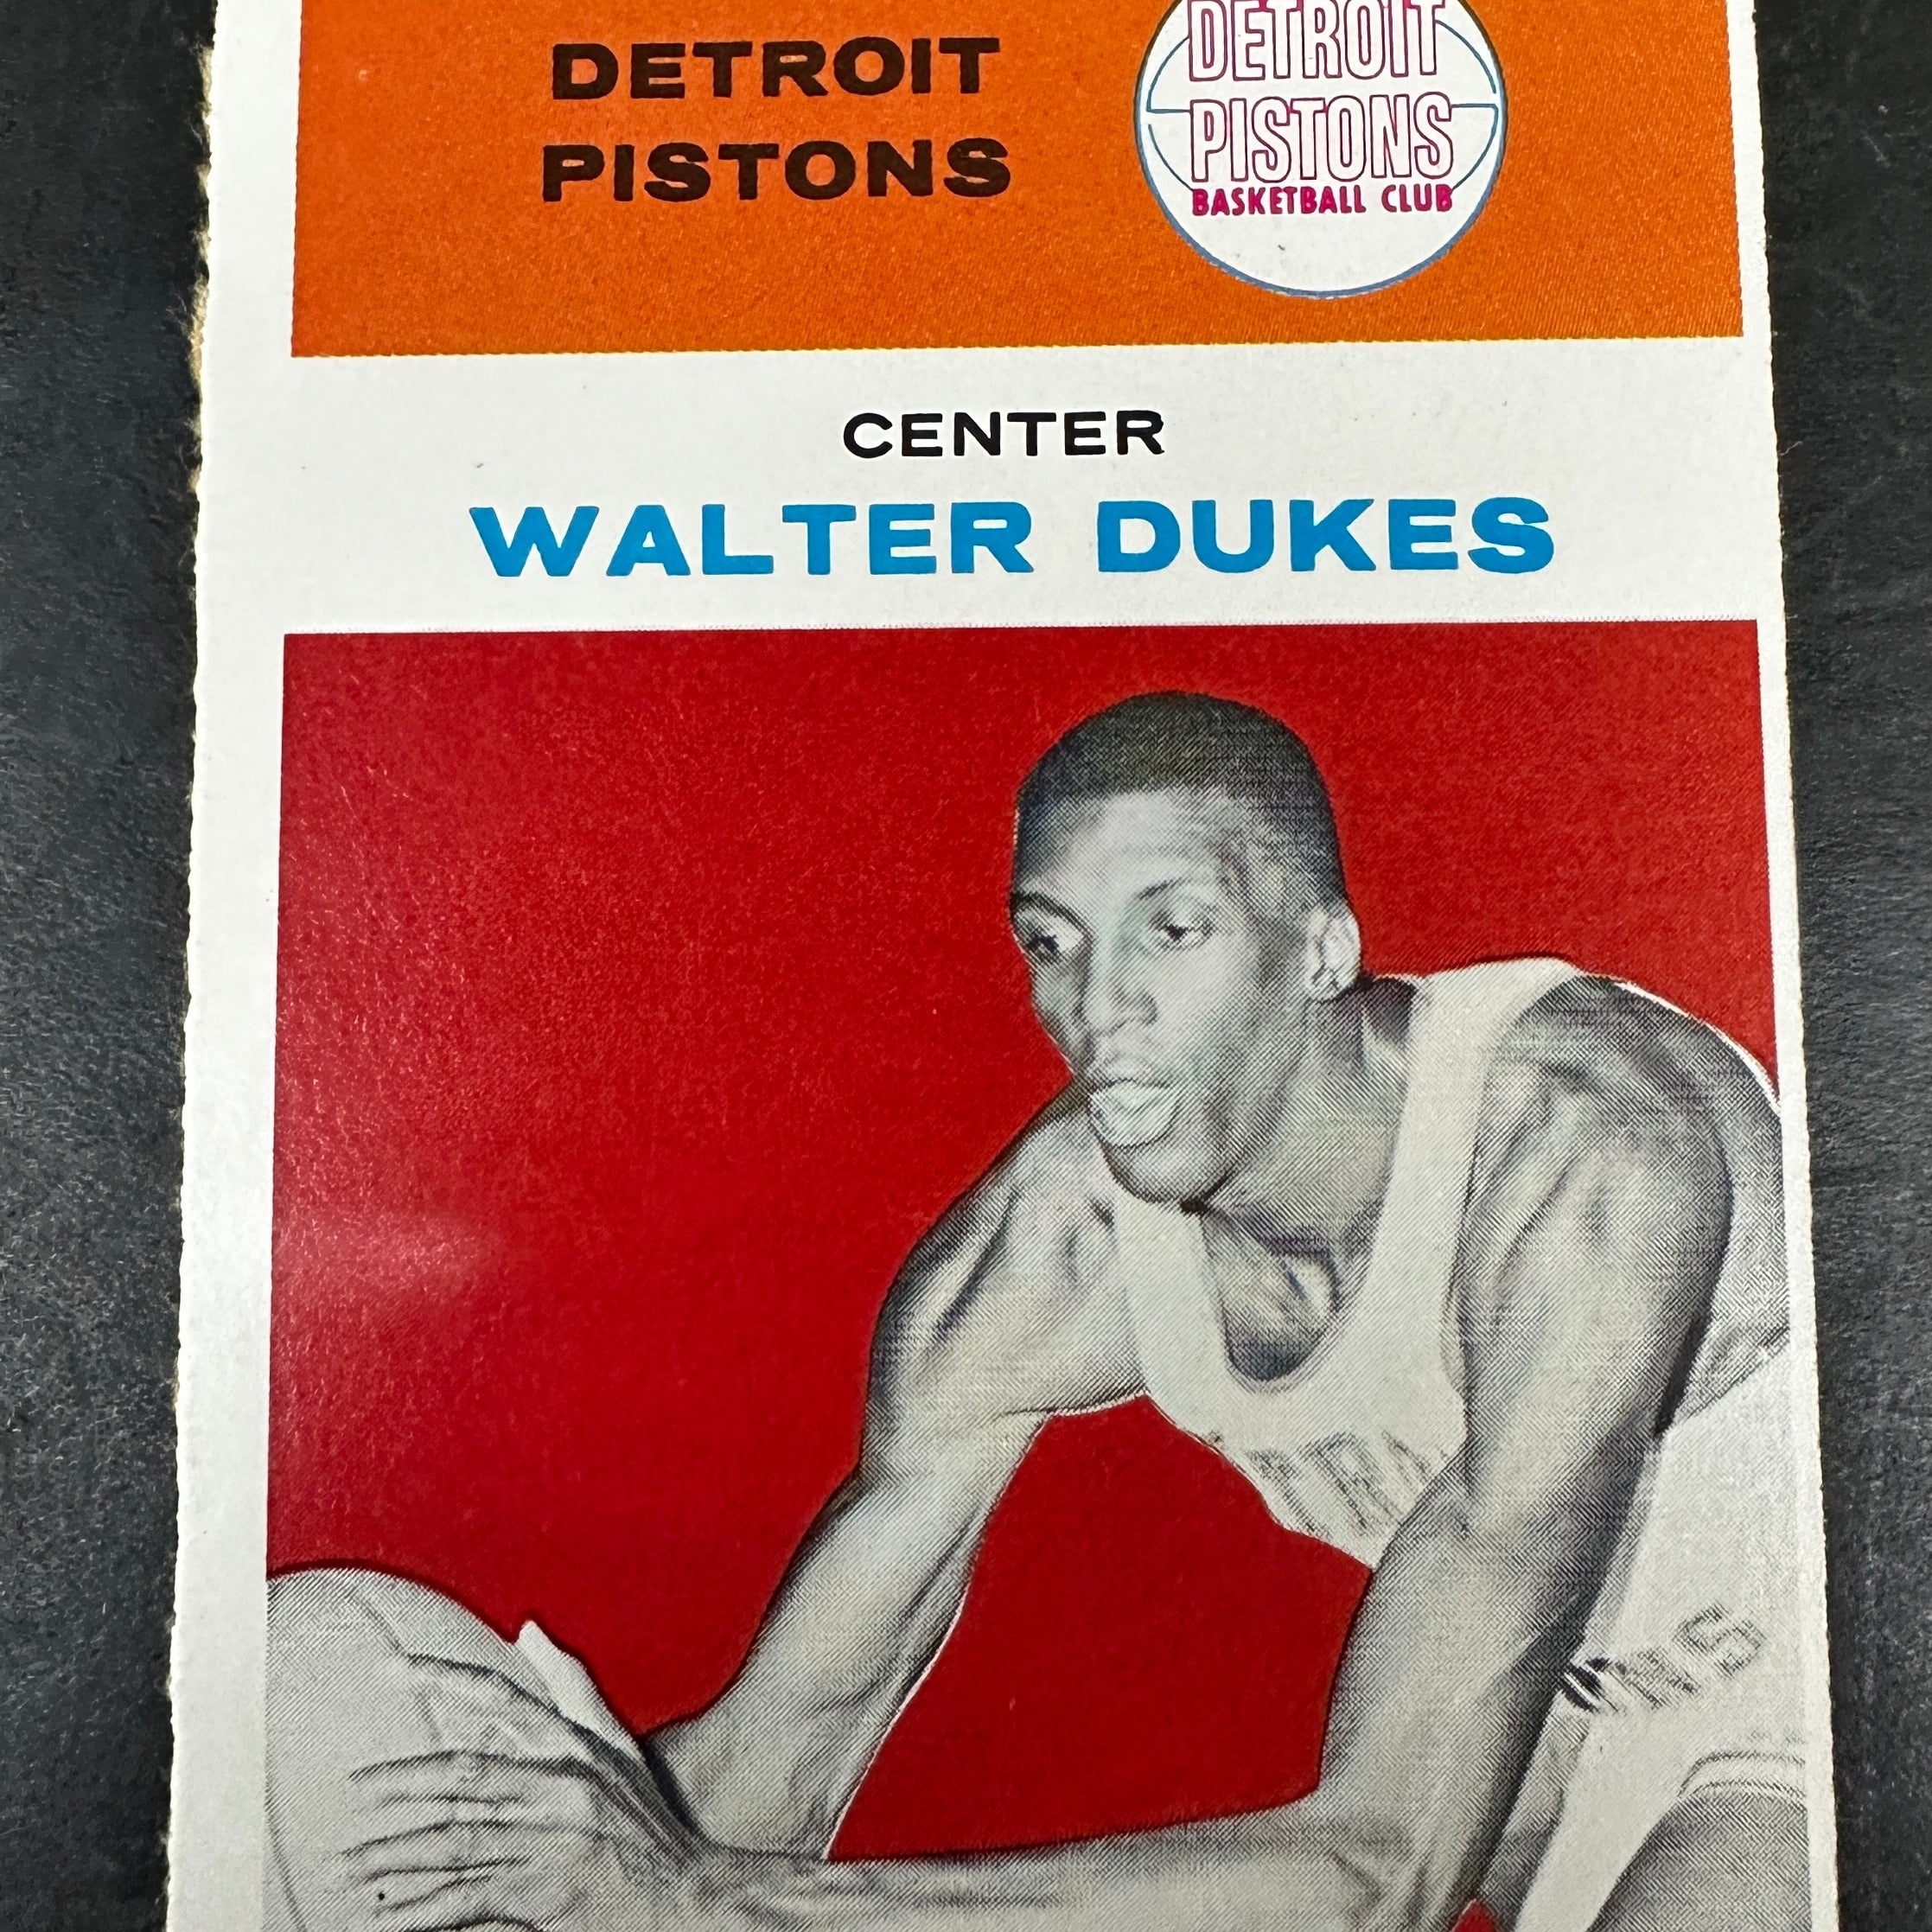 DETROIT
PISTONS
DETROIT
PISTONS
BASKETBALL CLUB
CENTER
WALTER DUKES